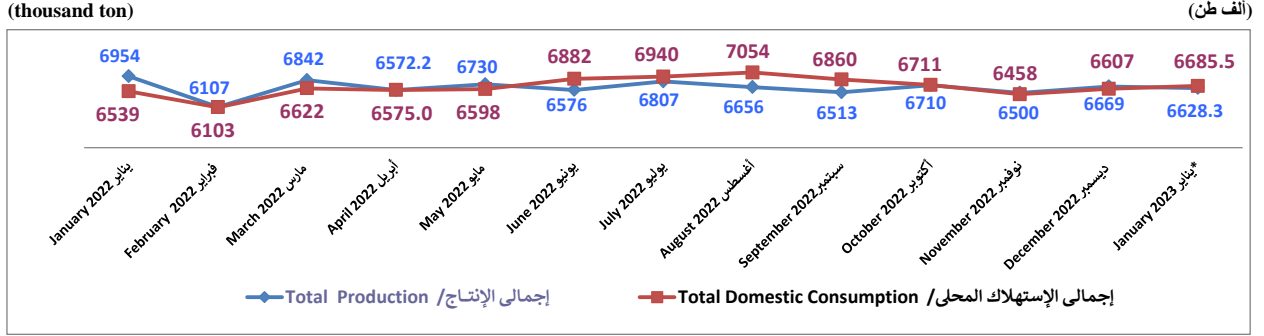 (thousand ton) (ألف طن)
6954 6107 6842 6572.2 6730 6882 6940 7054 6860 6711 6458 6607 6685.5
6539 6103 6622 6575.0 6598 6576 6807 6656 6513 6710 6500 6669 6628.3
January 2022 يناير
February 2022 فبراير
March 2022 مارس
April 2022 أبريل
May 2022 مايو
June 2022 يونيو
July 2022 يوليو
August 2022 أغسطس
September 2022 سبتمبر
October 2022 أكتوبر
November 2022 نوفمبر
December 2022 ديسمبر
January 2023 يناير*
Total Production / إجمالى الإنتـاج
Total Domestic Consumption / إجمالى الإستهلاك المحلى